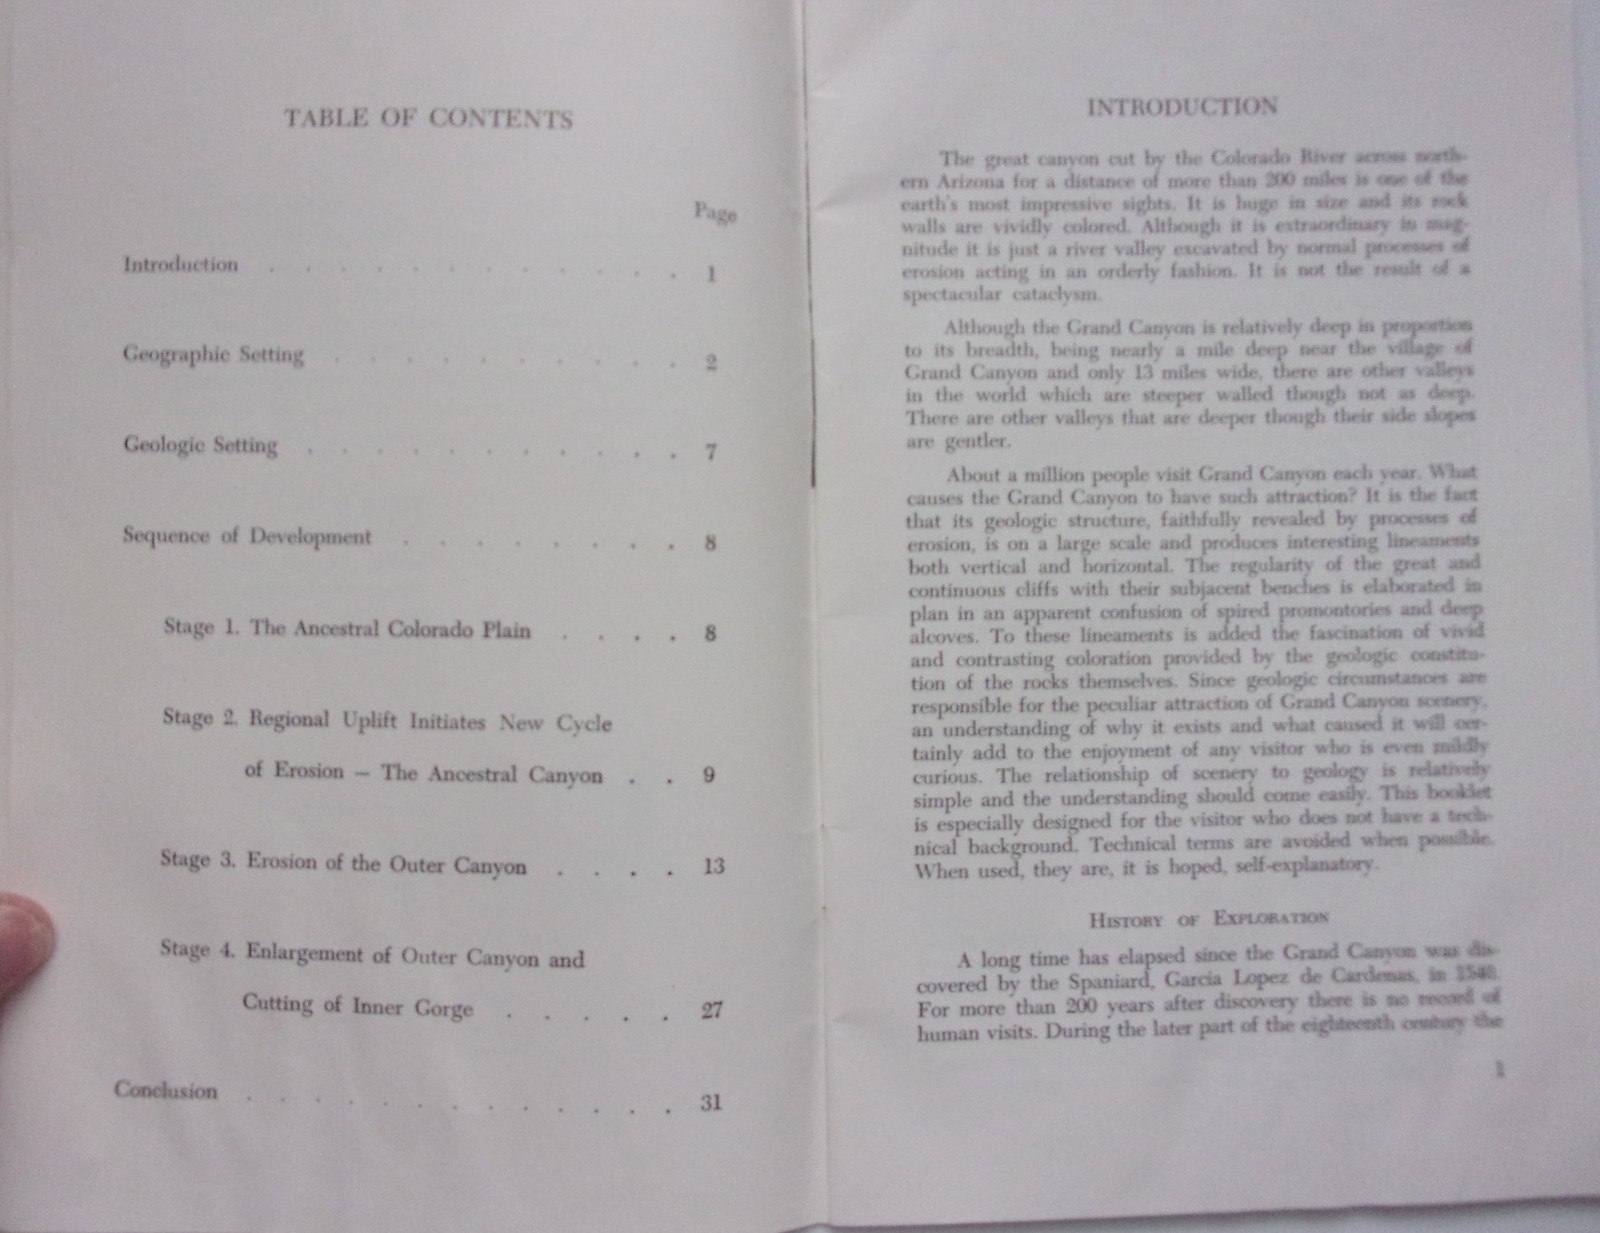 TABLE OF CONTENTS
Page
Introduction . . . . . . . . . . . . 1
Geographic Setting . . . . . . . . . . 2
Geologic Setting . . . . . . . . . . . 7
Sequence of Development . . . . . . . . 8
Stage 1. The Ancestral Colorado Plain . . . . 8
Stage 2. Regional Uplift Initiates New Cycle
of Erosion — The Ancestral Canyon . . 9
Stage 3. Erosion of the Outer Canyon . . . . 13
Stage 4. Enlargement of Outer Canyon and
Cutting of Inner Gorge . . . . . 27
Conclusion . . . . . . . . . . . . . 31
INTRODUCTION
The great canyon cut by the Colorado River across north-
ern Arizona for a distance of more than 200 miles is one of the
earth's most impressive sights. It is huge in size and its rock
walls are vividly colored. Although it is extraordinary in mag-
nitude it is just a river valley excavated by normal processes of
erosion acting in an orderly fashion. It is not the result of a
spectacular cataclysm.
Although the Grand Canyon is relatively deep in proportion
to its breadth, being nearly a mile deep near the village of
Grand Canyon and only 13 miles wide, there are other valleys
in the world which are steeper walled though not as deep.
There are other valleys that are deeper though their side slopes
are gentler.
About a million people visit Grand Canyon each year. What
causes the Grand Canyon to have such attraction? It is the fact
that its geologic structure, faithfully revealed by processes of
erosion, is on a large scale and produces interesting lineaments
both vertical and horizontal. The regularity of the great and
continuous cliffs with their subjacent benches is elaborated in
plan in an apparent confusion of spired promontories and deep
alcoves. To these lineaments is added the fascination of vivid
and contrasting coloration provided by the geologic constitu-
tion of the rocks themselves. Since geologic circumstances are
responsible for the peculiar attraction of Grand Canyon scenery,
an understanding of why it exists and what caused it will cer-
tainly add to the enjoyment of any visitor who is even mildly
curious. The relationship of scenery to geology is relatively
simple and the understanding should come easily. This booklet
is especially designed for the visitor who does not have a tech-
nical background. Technical terms are avoided when possible.
When used, they are, it is hoped, self-explanatory.
HISTORY OF EXPLORATION
A long time has elapsed since the Grand Canyon was dis-
covered by the Spaniard, Garcia Lopez de Cardenas, in 1540.
For more than 200 years after discovery there is no record of
human visits. During the later part of the eighteenth century the
1